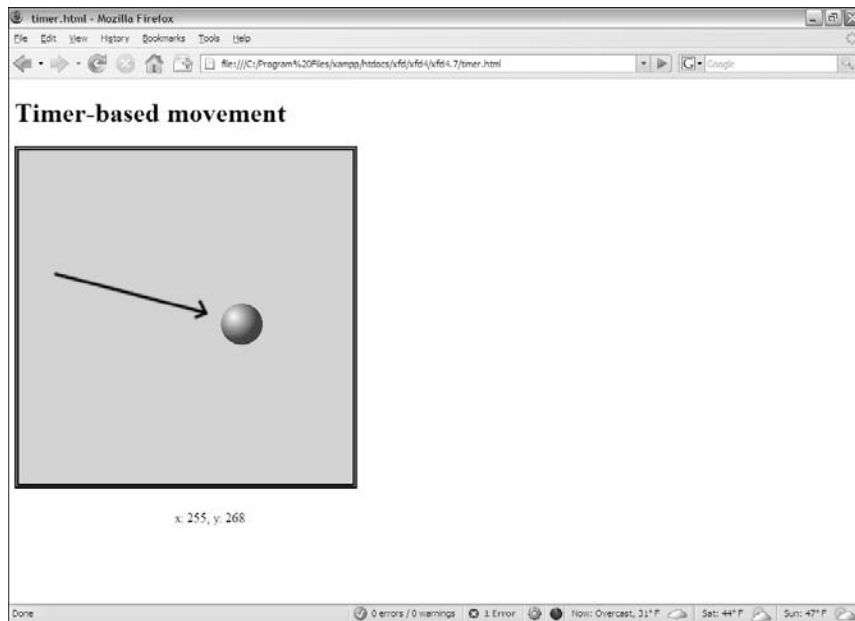 timer.html - Mozilla Firefox
File Edit View History Bookmarks Tools Help
file:///C:/Program%20Files/xampp/htdocs/xfd/xfd4/xfd4.7/timer.html
G Google
Timer-based movement
x: 255, y: 268
Done 0 errors / 0 warnings 1 Error Now: Overcast, 31° F Sat: 44° F Sun: 47° F